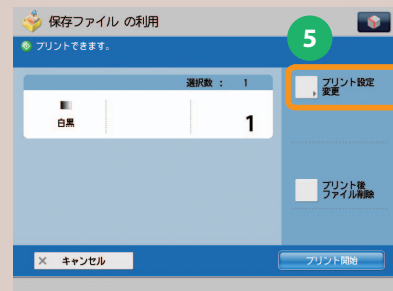 保存ファイル の利用
5
プリントできます。
選択数 : 1
プリント設定
変更
白黒
1
プリント後
ファイル削除
× キャンセル
プリント開始